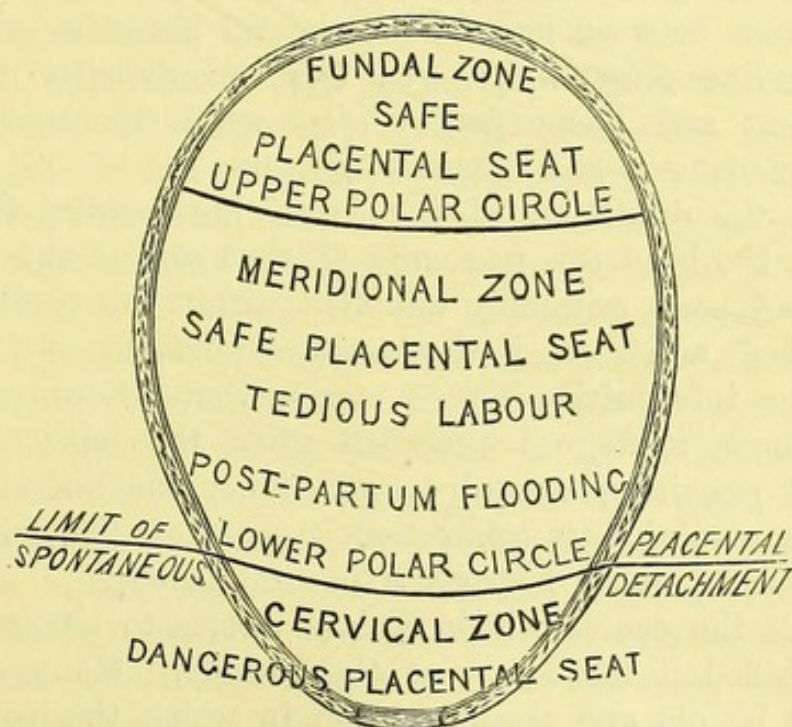 FUNDAL ZONE
SAFE
PLACENTAL SEAT
UPPER POLAR CIRCLE
MERIDIONAL ZONE
SAFE PLACENTAL SEAT
TEDIOUS LABOUR
POST-PARTUM FLOODING
LIMIT OF
SPONTANEOUS
LOWER POLAR CIRCLE
PLACENTAL
DETACHMENT
CERVICAL ZONE
DANGEROUS PLACENTAL SEAT